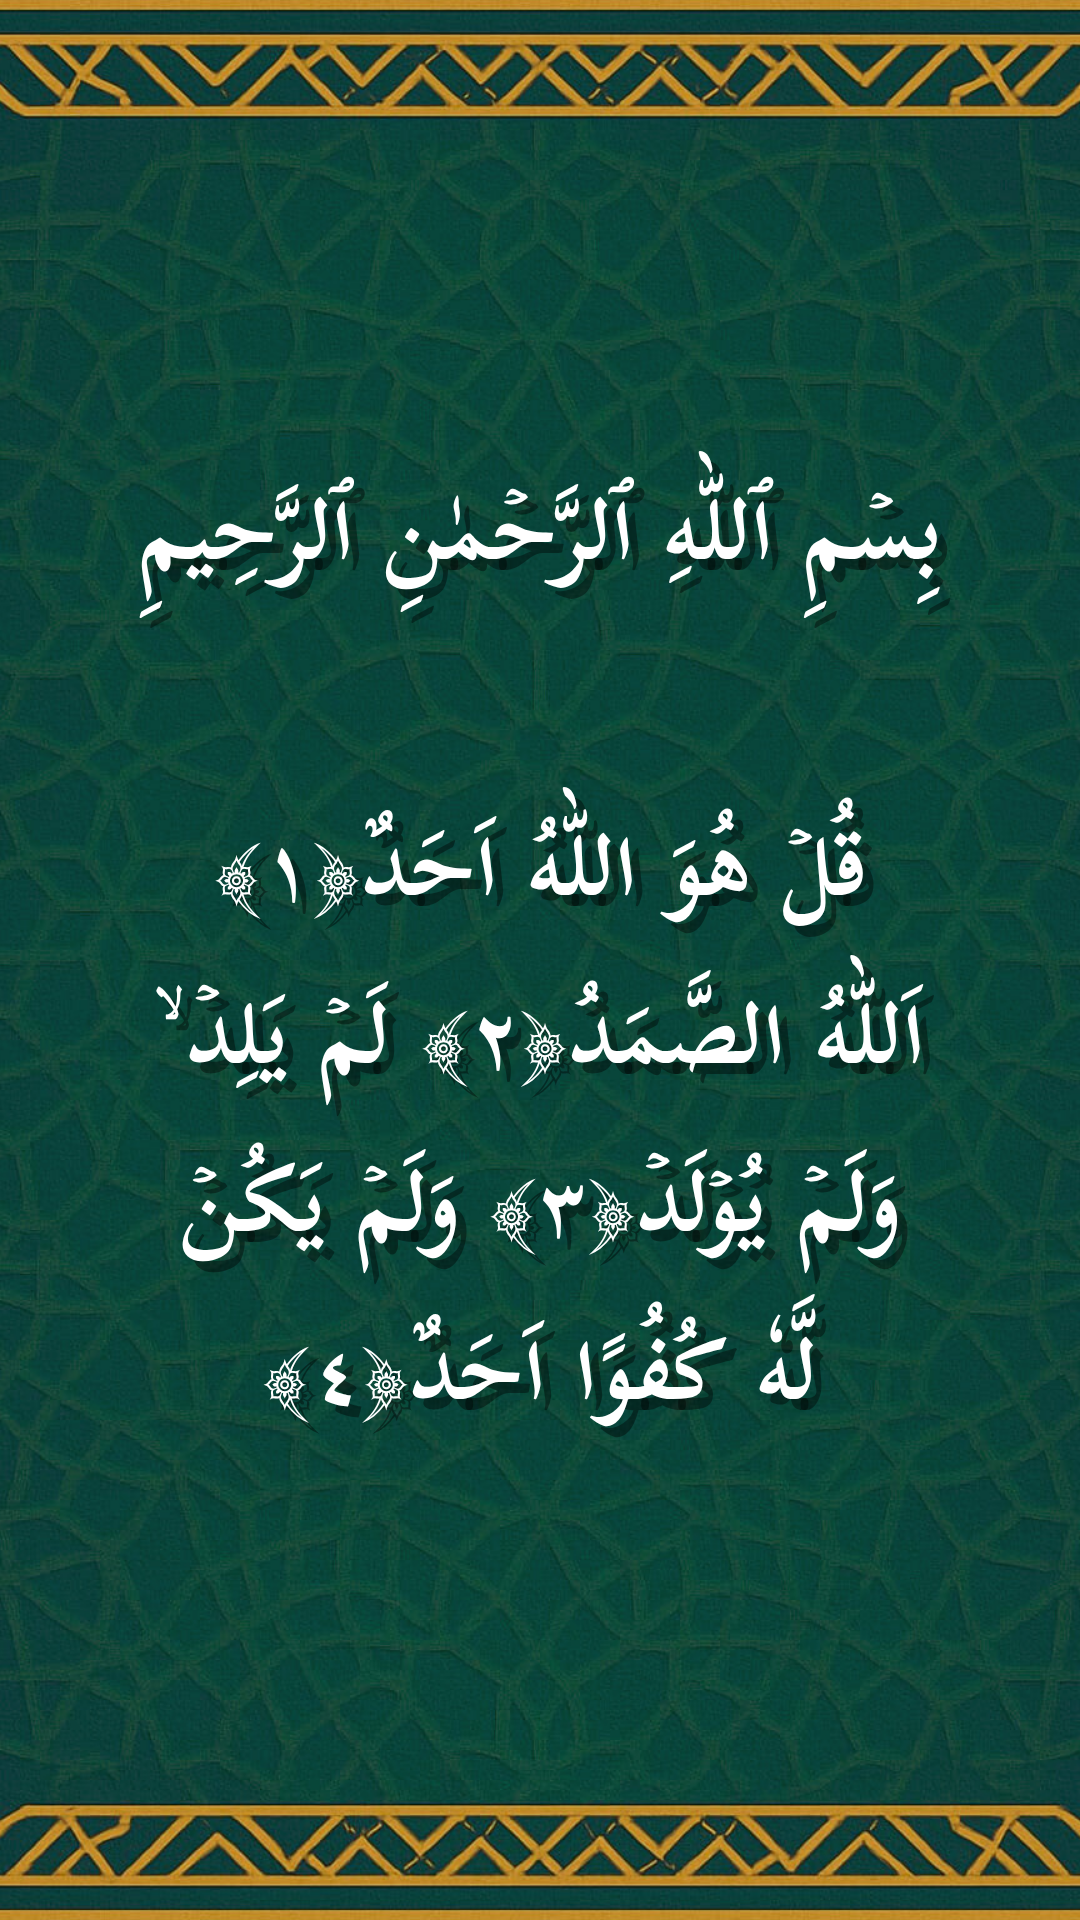 بِسۡمِ ٱللّٰهِ ٱلرَّحۡمٰنِ ٱلرَّحِيمِ
قُلۡ هُوَ اللّٰهُ اَحَدٌ﴿١﴾
اَللّٰهُ الصَّمَدُ﴿٢﴾ لَمۡ يَلِدۡ ۙ
وَلَمۡ يُوۡلَدۡ﴿٣﴾ وَلَمۡ يَكُنۡ
لَّهٗ كُفُوًا اَحَدٌ﴿٤﴾